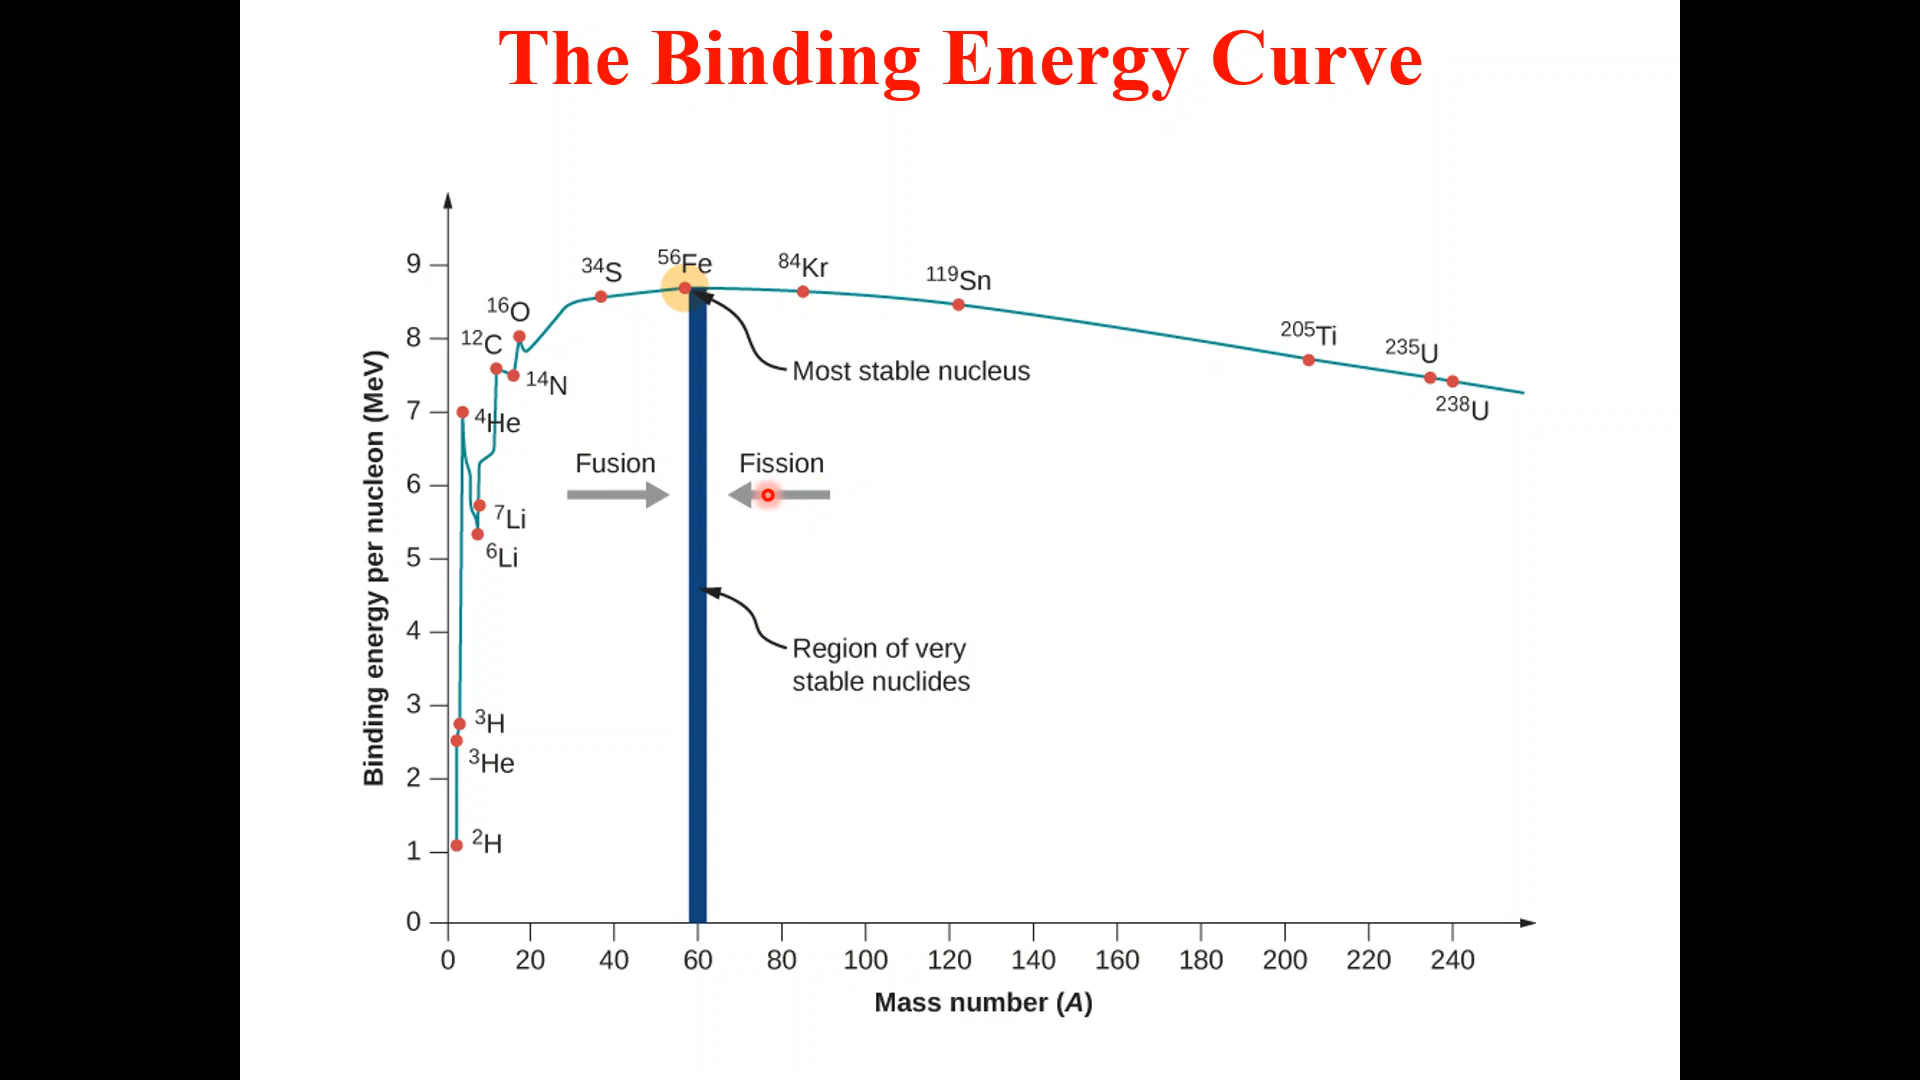 The Binding Energy Curve
Binding energy per nucleon (MeV)
9
8
7
6
5
4
3
2
1
0
0 20 40 60 80 100 120 140 160 180 200 220 240
Mass number (A)
²H
³He
³H
⁶Li
⁷Li
⁴He
¹²C
¹⁴N
¹⁶O
³⁴S
⁵⁶Fe
⁸⁴Kr
¹¹⁹Sn
²⁰⁵Ti
²³⁵U
²³⁸U
Most stable nucleus
Fusion
Fission
Region of very
stable nuclides